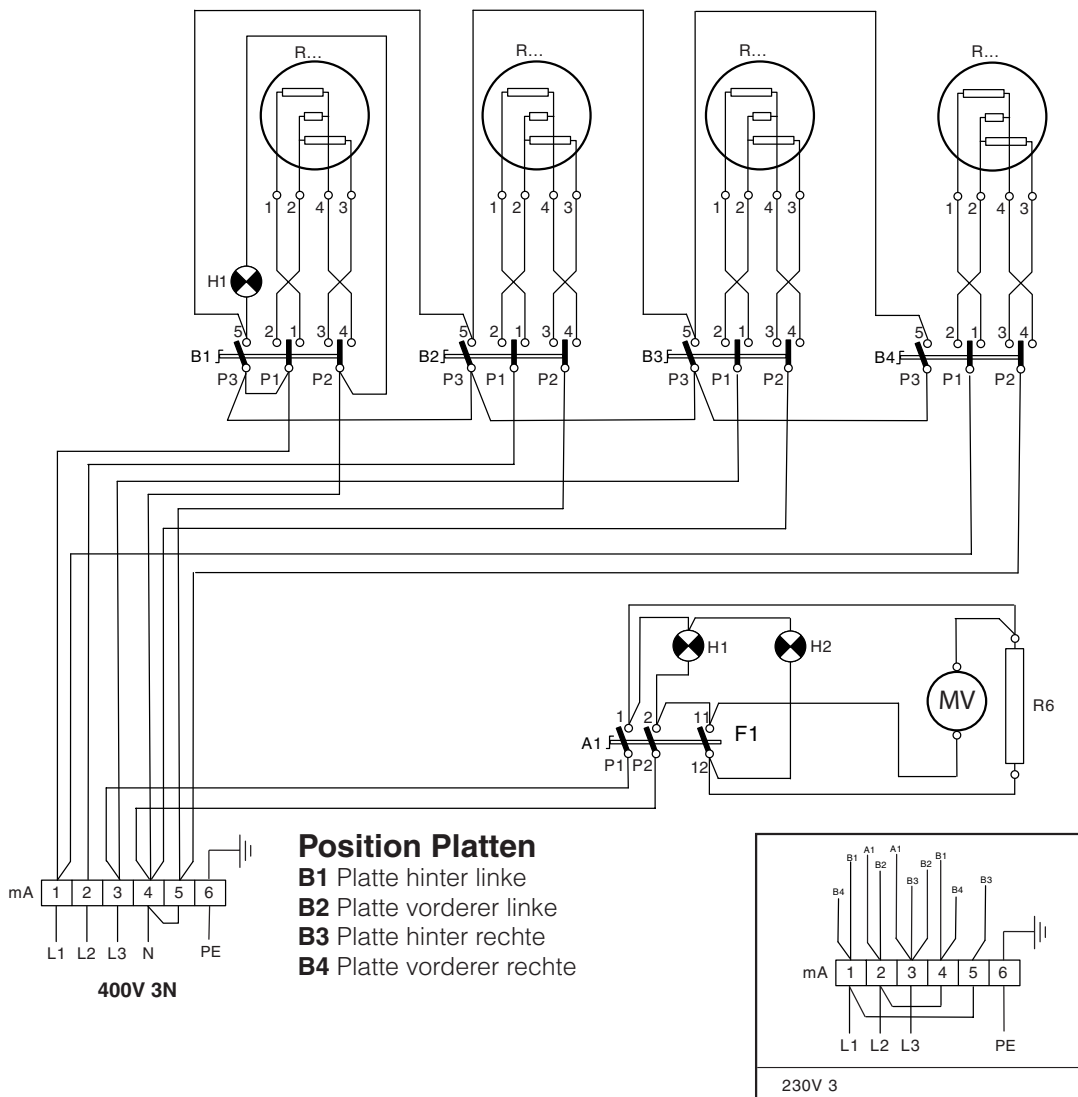 R... R... R... R...
1 2 4 3 1 2 4 3 1 2 4 3 1 2 4 3
H1
5 2 1 3 4 5 2 1 3 4 5 2 1 3 4 5 2 1 3 4
B1 B2 B3 B4
P3 P1 P2 P3 P1 P2 P3 P1 P2 P3 P1 P2
H1 H2
MV R6
1 2 11 F1
A1
P1 P2 12
Position Platten
B1 Platte hinter linke
B2 Platte vorderer linke
B3 Platte hinter rechte
B4 Platte vorderer rechte
mA 1 2 3 4 5 6
L1 L2 L3 N PE
400V 3N
B4 B1 A1 B2 A1 B3 B2 B1 B4 B3
mA 1 2 3 4 5 6
L1 L2 L3 PE
230V 3